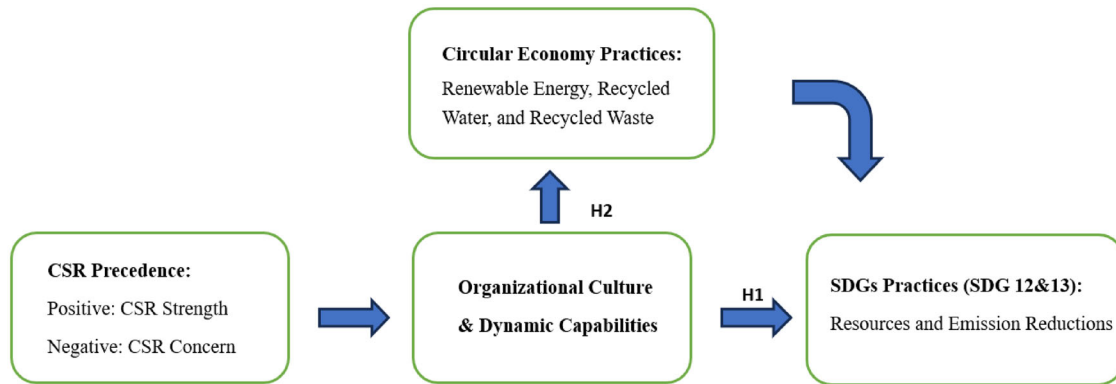 Circular Economy Practices:
Renewable Energy, Recycled
Water, and Recycled Waste
H2
CSR Precedence:
Positive: CSR Strength
Negative: CSR Concern
Organizational Culture
& Dynamic Capabilities
H1
SDGs Practices (SDG 12&13):
Resources and Emission Reductions